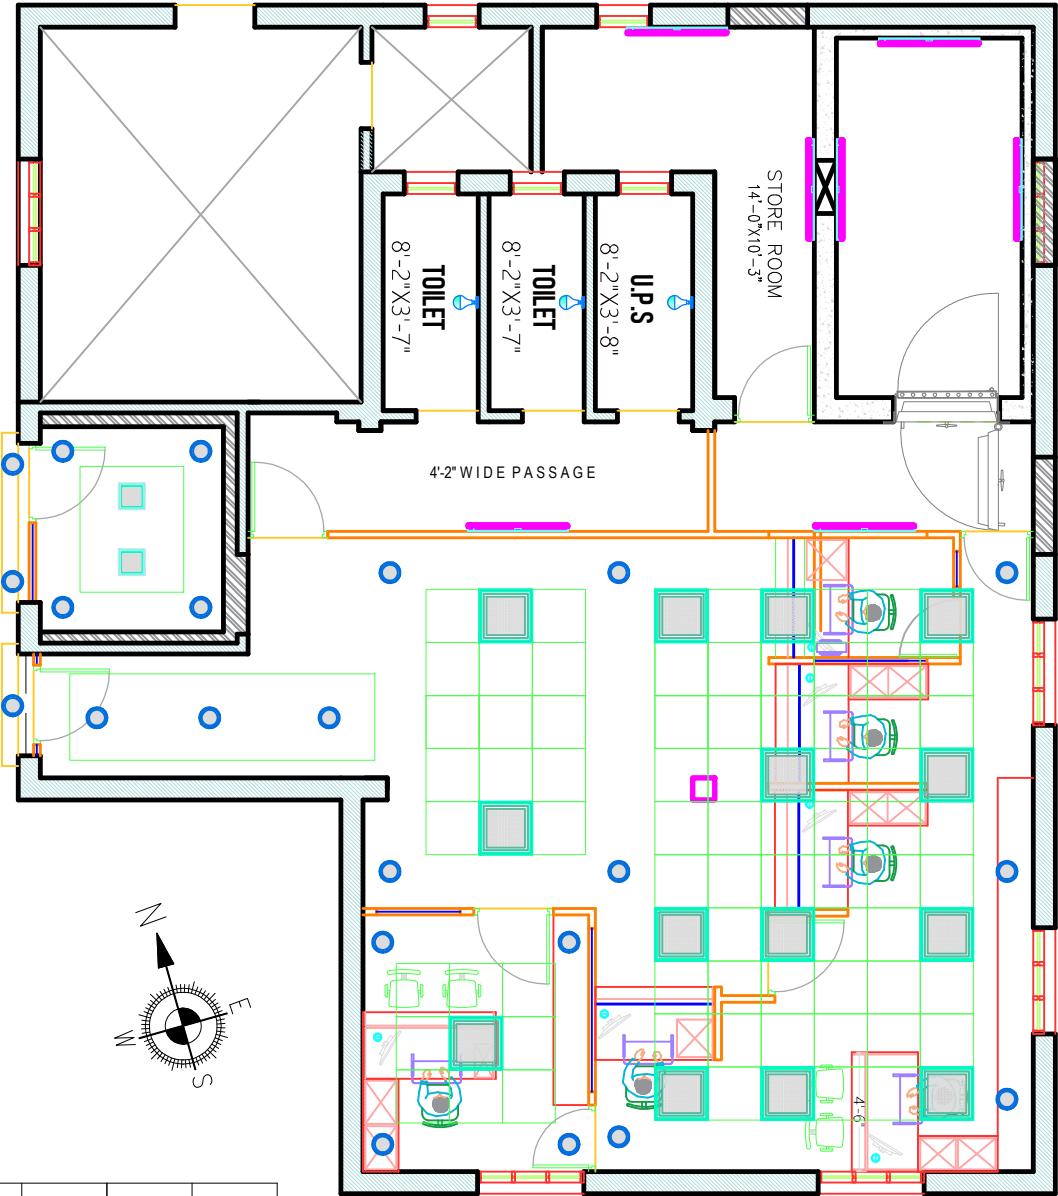 STORE ROOM
14'-0"X10'-3"
U.P.S
8'-2"X3'-8"
TOILET
8'-2"X3'-7"
TOILET
8'-2"X3'-7"
4'-2" WIDE PASSAGE
N
E
W
S
4'-6"